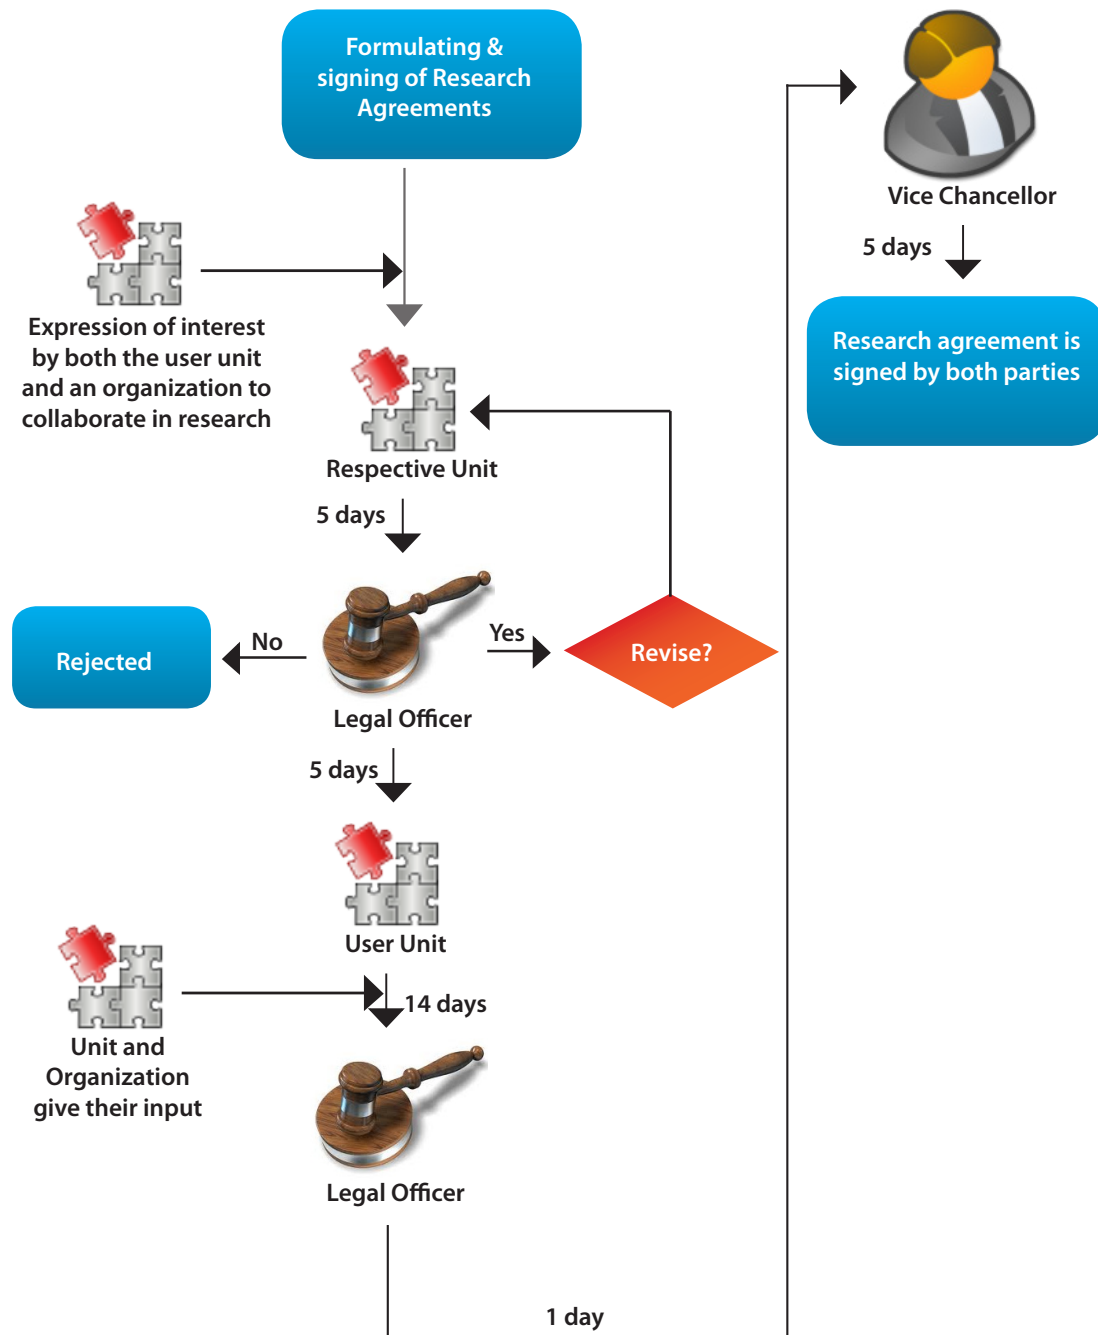 Formulating &
signing of Research
Agreements
Expression of interest
by both the user unit
and an organization to
collaborate in research
Respective Unit
5 days
Rejected
No
Yes
Revise?
Legal Officer
5 days
User Unit
14 days
Unit and
Organization
give their input
Legal Officer
1 day
Vice Chancellor
5 days
Research agreement is
signed by both parties